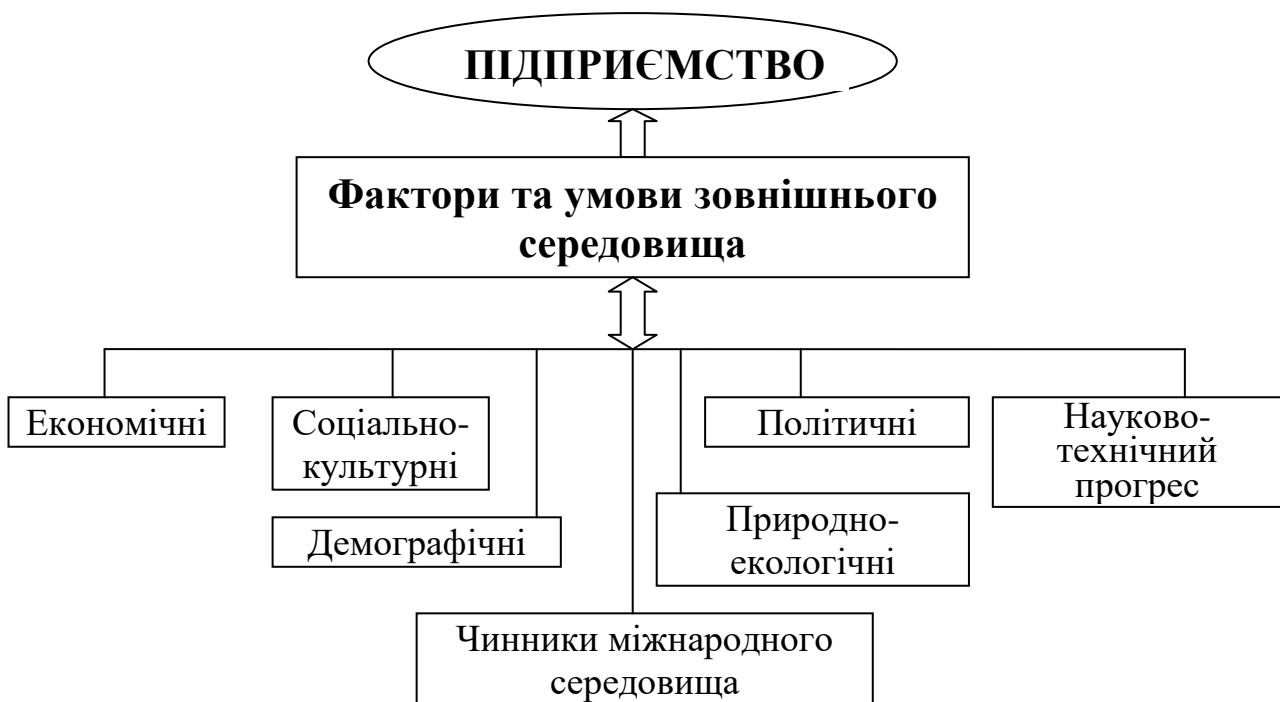 ПІДПРИЄМСТВО
Фактори та умови зовнішнього
середовища
Економічні
Соціально-
культурні
Демографічні
Політичні
Природно-
екологічні
Науково-
технічний
прогрес
Чинники міжнародного
середовища